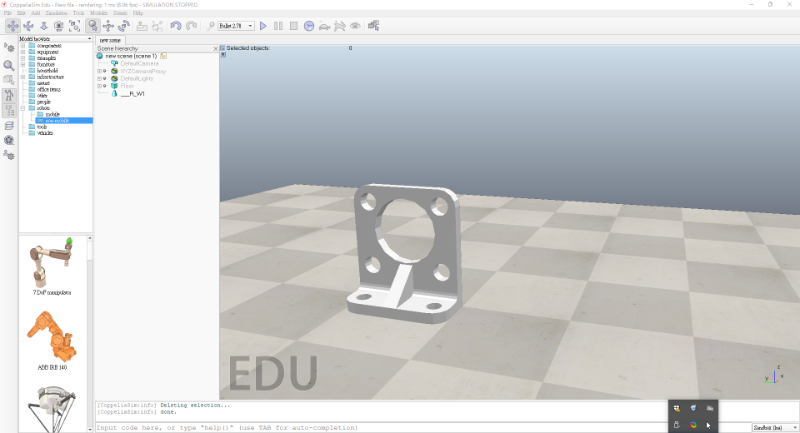 CoppeliaSim Edu - New file - rendering: 1 ms (8.06 fps) - SIMULATION STOPPED
File Edit Add Simulation Tools Modules Scenes Help
Bullet 2.78
Model browser
components
equipment
examples
furniture
household
infrastructure
nature
office items
other
people
robots
mobile
non-mobile
tools
vehicles
7 DoF manipulator
ABB IRB 140
new scene
Scene hierarchy
new scene (scene 1)
DefaultCamera
XYZCameraProxy
DefaultLights
Floor
Selected objects: 0
EDU
z
x
y
[CoppeliaSim:info] Deleting selection...
[CoppeliaSim:info] done.
Input code here, or type "help()" (use TAB for auto-completion)
Sandbox (lua)